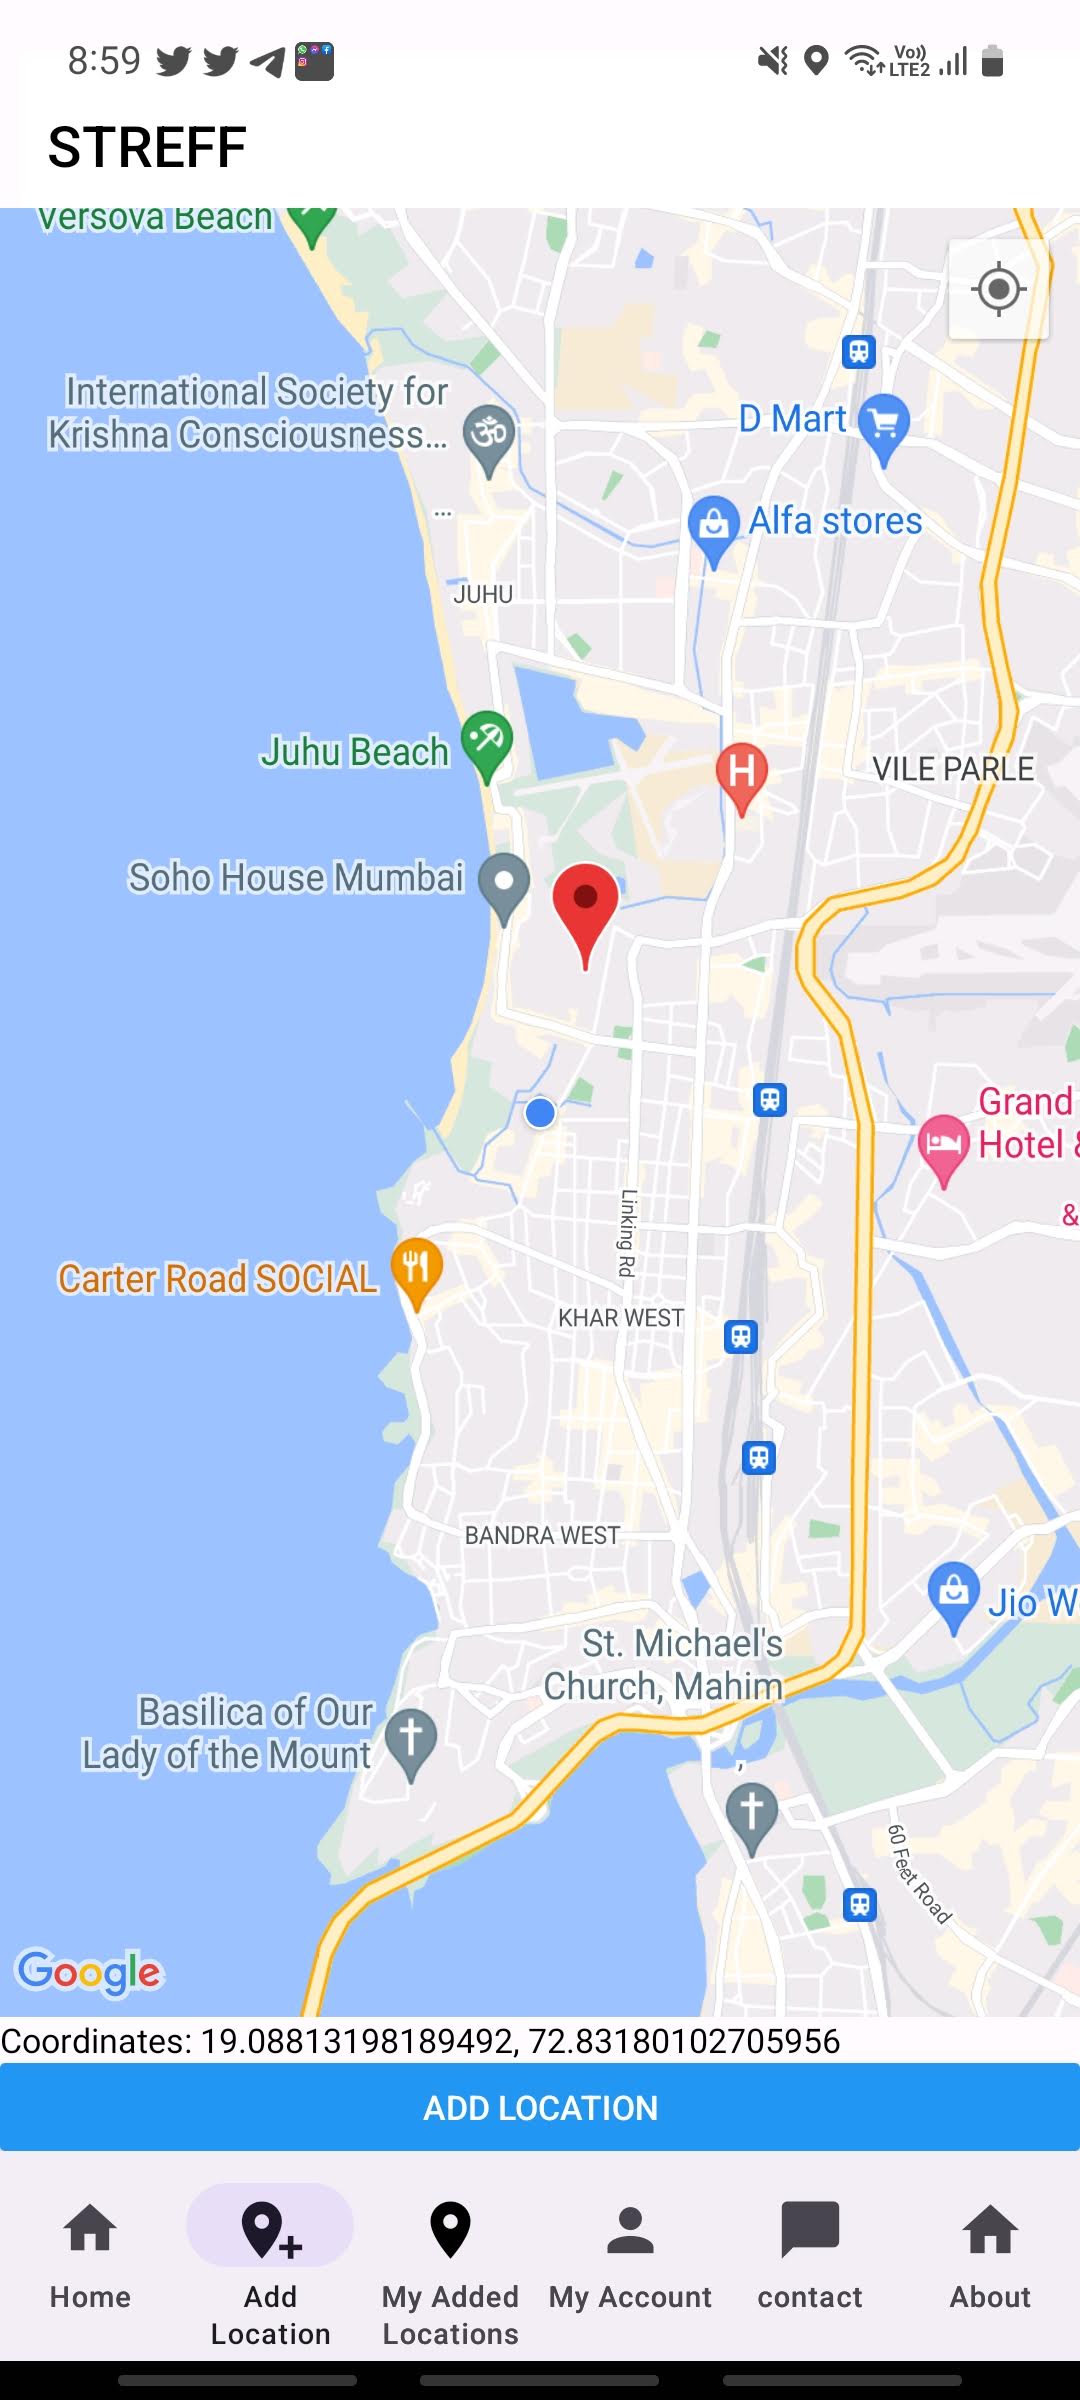 8:59
Vo))
LTE2
STREFF
Versova Beach
International Society for
Krishna Consciousness...
...
D Mart
Alfa stores
JUHU
Juhu Beach
H
VILE PARLE
Soho House Mumbai
Grand
Hotel &
&
Linking Rd
Carter Road SOCIAL
KHAR WEST
BANDRA WEST
Jio W
St. Michael's
Church, Mahim
,
Basilica of Our
Lady of the Mount
60 Feet Road
Google
Coordinates: 19.08813198189492, 72.83180102705956
ADD LOCATION
Home
Add
Location
My Added
Locations
My Account
contact
About